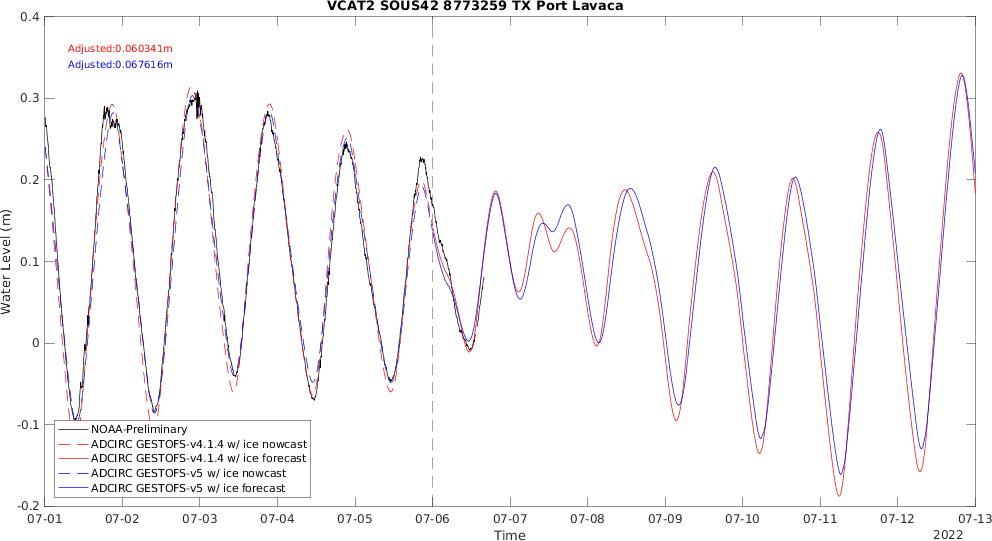 VCAT2 SOUS42 8773259 TX Port Lavaca
Adjusted:0.060341m
Adjusted:0.067616m
Water Level (m)
0.4
0.3
0.2
0.1
0
-0.1
-0.2
NOAA-Preliminary
ADCIRC GESTOFS-v4.1.4 w/ ice nowcast
ADCIRC GESTOFS-v4.1.4 w/ ice forecast
ADCIRC GESTOFS-v5 w/ ice nowcast
ADCIRC GESTOFS-v5 w/ ice forecast
07-01 07-02 07-03 07-04 07-05 07-06 07-07 07-08 07-09 07-10 07-11 07-12 07-13
Time
2022